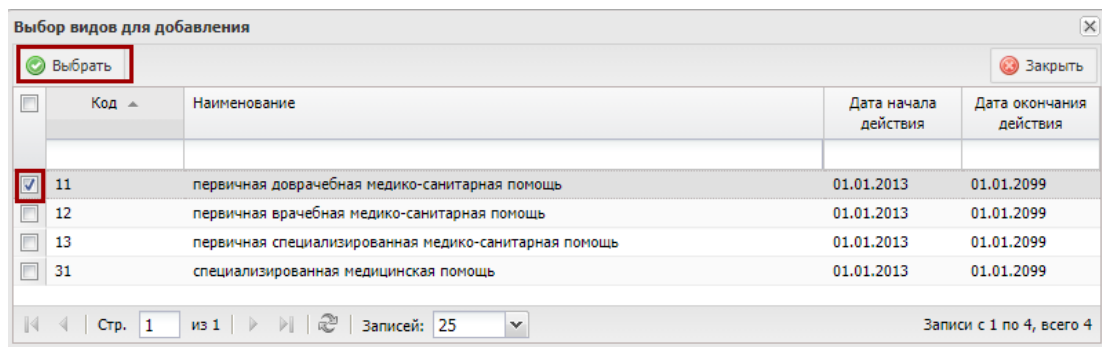 Выбор видов для добавления
Выбрать Закрыть
Код Наименование Дата начала действия Дата окончания действия
11 первичная доврачебная медико-санитарная помощь 01.01.2013 01.01.2099
12 первичная врачебная медико-санитарная помощь 01.01.2013 01.01.2099
13 первичная специализированная медико-санитарная помощь 01.01.2013 01.01.2099
31 специализированная медицинская помощь 01.01.2013 01.01.2099
Стр. 1 из 1 Записей: 25 Записи с 1 по 4, всего 4